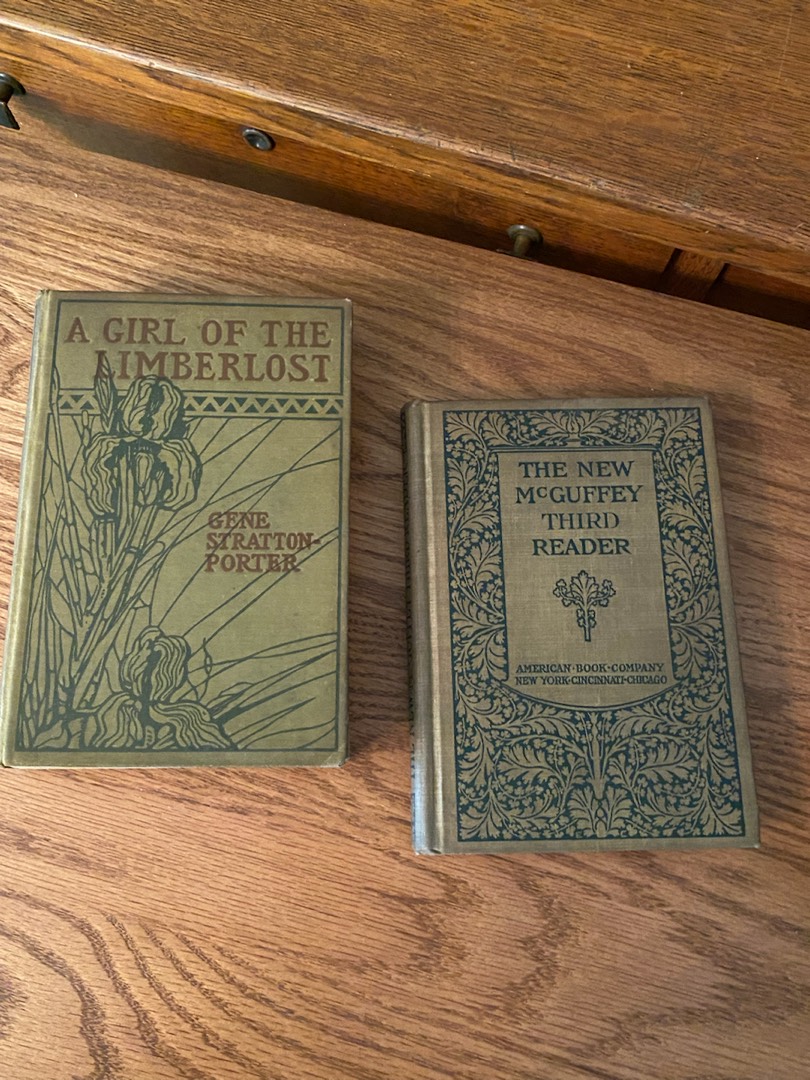 A GIRL OF THE
LIMBERLOST
GENE
STRATTON-
PORTER
THE NEW
McGUFFEY
THIRD
READER
AMERICAN·BOOK·COMPANY
NEW YORK·CINCINNATI·CHICAGO